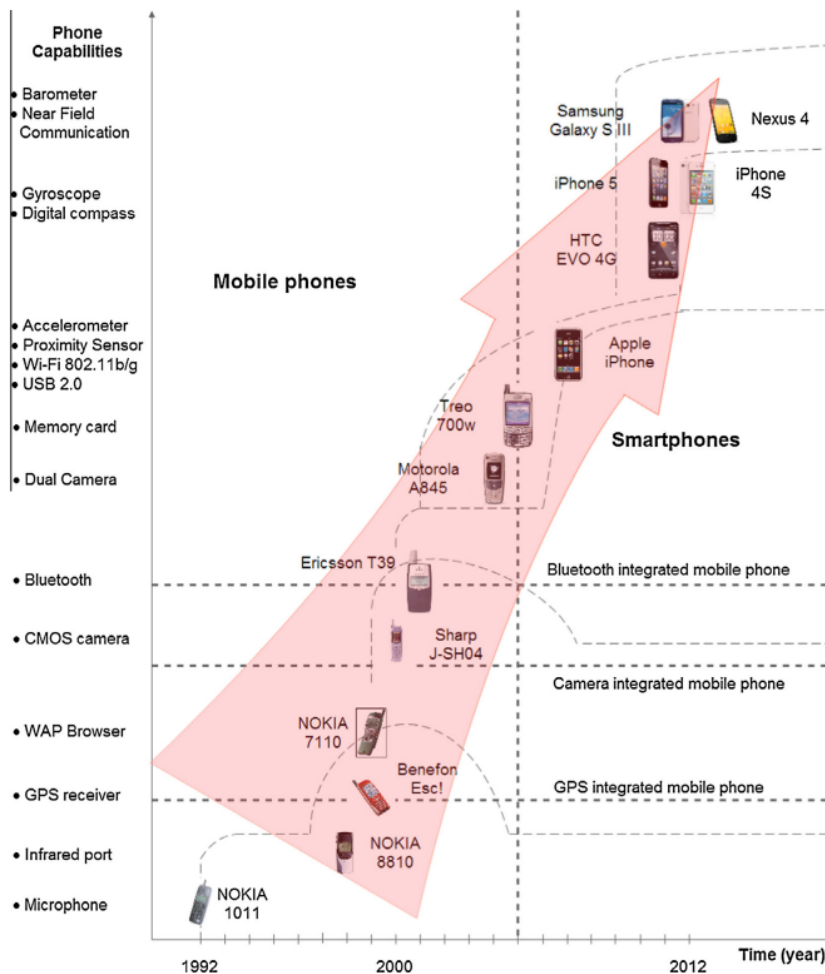 Phone
Capabilities
• Barometer
• Near Field
Communication
• Gyroscope
• Digital compass
• Accelerometer
• Proximity Sensor
• Wi-Fi 802.11b/g
• USB 2.0
• Memory card
• Dual Camera
• Bluetooth
• CMOS camera
• WAP Browser
• GPS receiver
• Infrared port
• Microphone
Samsung
Galaxy S III
Nexus 4
iPhone 5
iPhone
4S
HTC
EVO 4G
Mobile phones
Apple
iPhone
Treo
700w
Smartphones
Motorola
A845
Ericsson T39
Bluetooth integrated mobile phone
Sharp
J-SH04
Camera integrated mobile phone
NOKIA
7110
Benefon
Esc!
GPS integrated mobile phone
NOKIA
8810
NOKIA
1011
Time (year)
1992
2000
2012